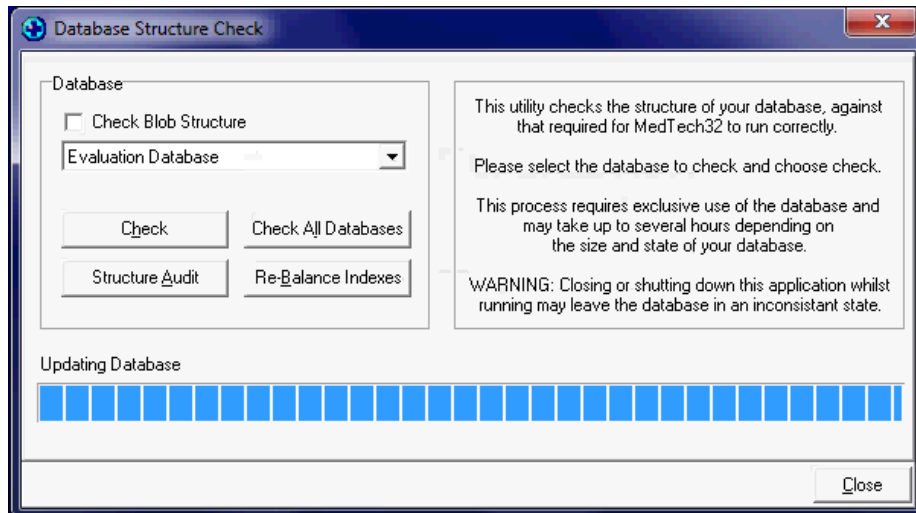 Database Structure Check
Database
Check Blob Structure
Evaluation Database
Check
Check All Databases
Structure Audit
Re-Balance Indexes
This utility checks the structure of your database, against
that required for MedTech32 to run correctly.
Please select the database to check and choose check.
This process requires exclusive use of the database and
may take up to several hours depending on
the size and state of your database.
WARNING: Closing or shutting down this application whilst
running may leave the database in an inconsistant state.
Updating Database
Close